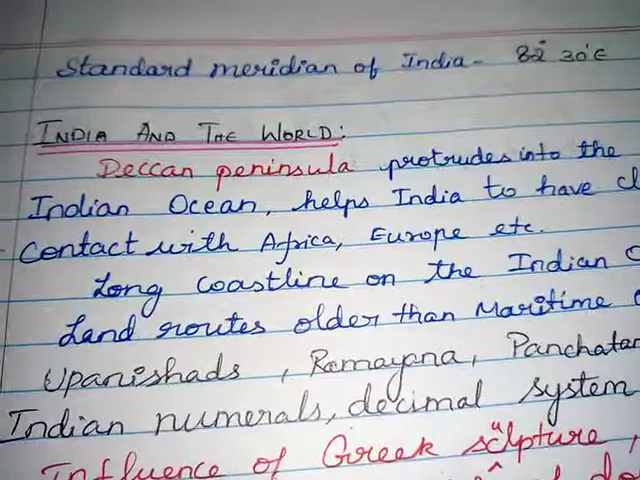 Standard meridian of India - 82° 30'E
INDIA AND THE WORLD:
Deccan peninsula protrudes into the
Indian Ocean, helps India to have cl
Contact with Africa, Europe etc.
Long coastline on the Indian O
Land routes older than Maritime
Upanishads, Ramayana, Panchatan
Indian numerals, decimal system
Influence of Greek sculpture,